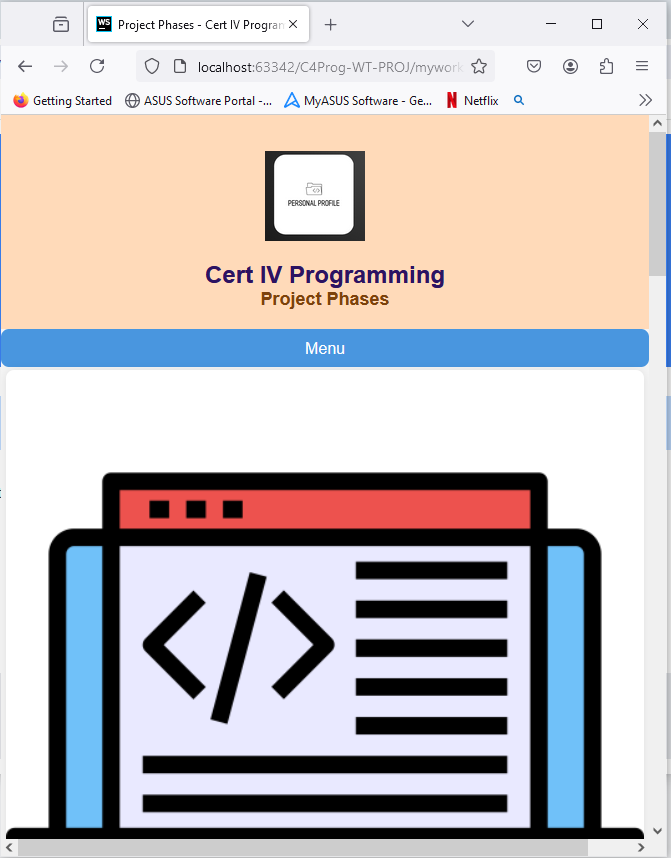 WS
Project Phases - Cert IV Program
localhost:63342/C4Prog-WT-PROJ/mywork
Getting Started
ASUS Software Portal -...
MyASUS Software - Ge...
Netflix
PERSONAL PROFILE
Cert IV Programming
Project Phases
Menu